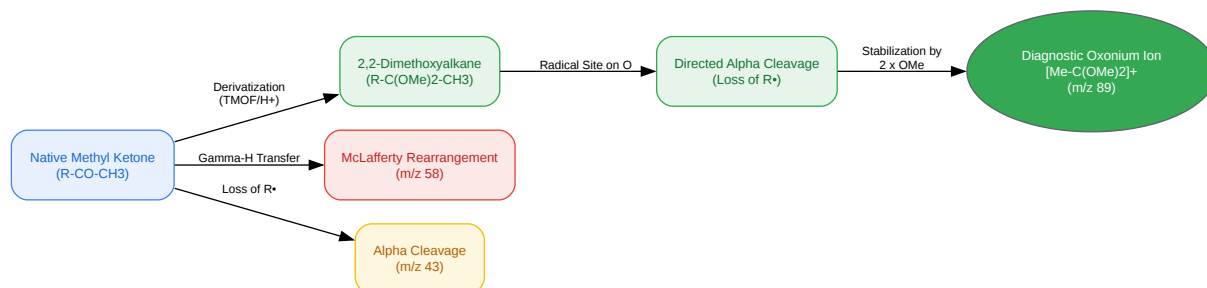 Native Methyl Ketone
(R-CO-CH3)
Derivatization
(TMOF/H+)
Gamma-H Transfer
Loss of R•
2,2-Dimethoxyalkane
(R-C(OMe)2-CH3)
McLafferty Rearrangement
(m/z 58)
Alpha Cleavage
(m/z 43)
Radical Site on O
Directed Alpha Cleavage
(Loss of R•)
Stabilization by
2 x OMe
Diagnostic Oxonium Ion
[Me-C(OMe)2]+
(m/z 89)